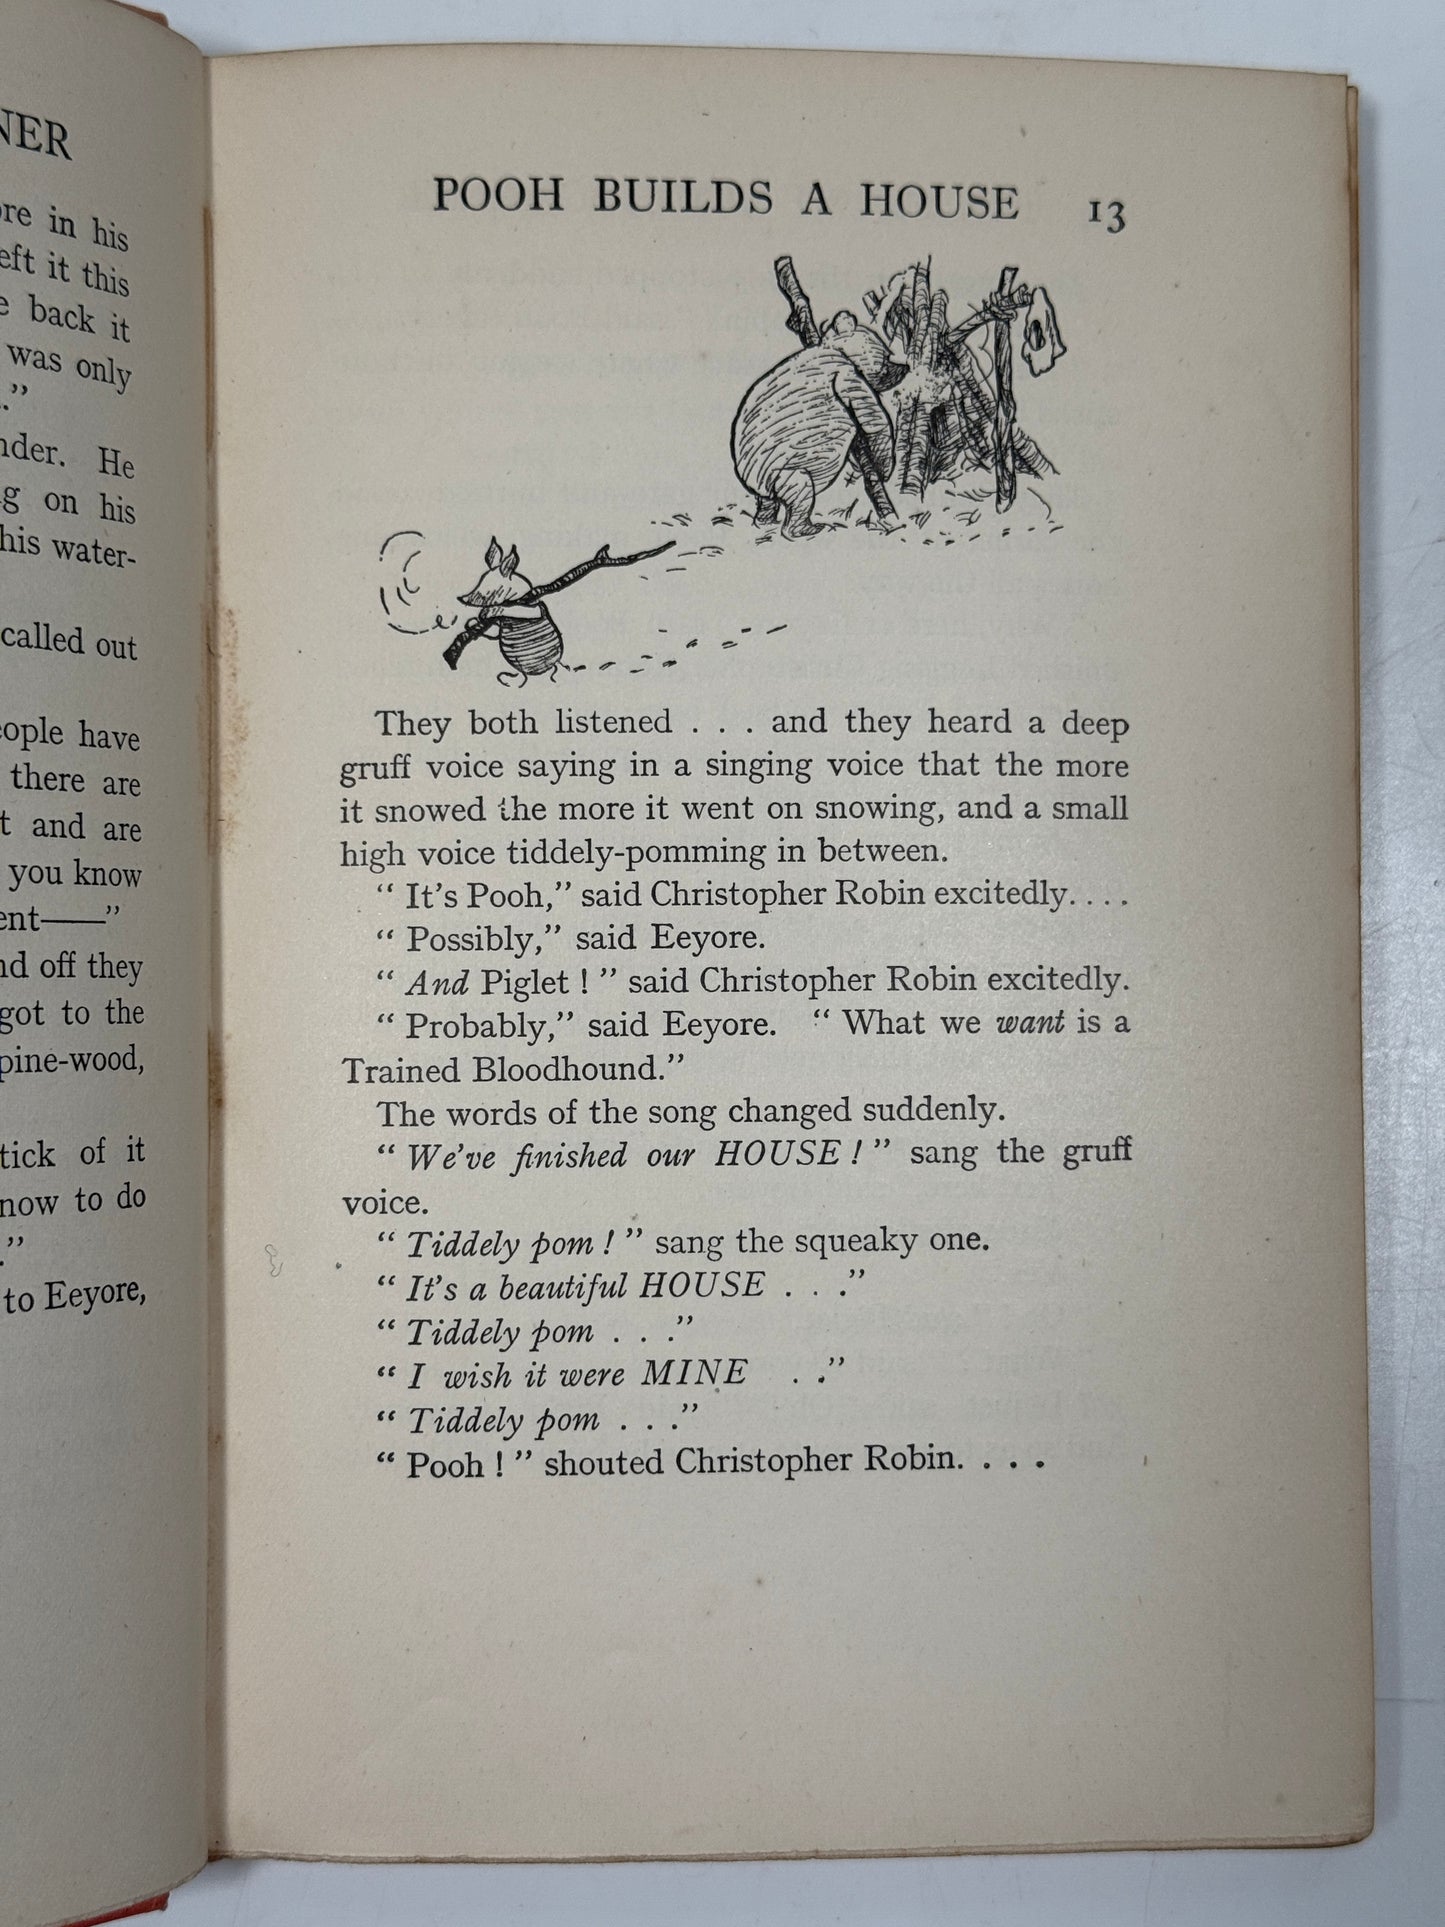 NER
in his
it this
back it
was only
."
He
on his
his water-
called out
have
there are
and are
you know
——"
off they
got to the
pine-wood,
of it
now to do
."
to Eeyore,
POOH BUILDS A HOUSE 13
They both listened . . . and they heard a deep
gruff voice saying in a singing voice that the more
it snowed the more it went on snowing, and a small
high voice tiddely-pomming in between.
" It's Pooh," said Christopher Robin excitedly. . . .
" Possibly," said Eeyore.
" And Piglet ! " said Christopher Robin excitedly.
" Probably," said Eeyore. " What we want is a
Trained Bloodhound."
The words of the song changed suddenly.
" We've finished our HOUSE ! " sang the gruff
voice.
" Tiddely pom ! " sang the squeaky one.
" It's a beautiful HOUSE . . ."
" Tiddely pom . . ."
" I wish it were MINE . ."
" Tiddely pom . . ."
" Pooh ! " shouted Christopher Robin. . . .